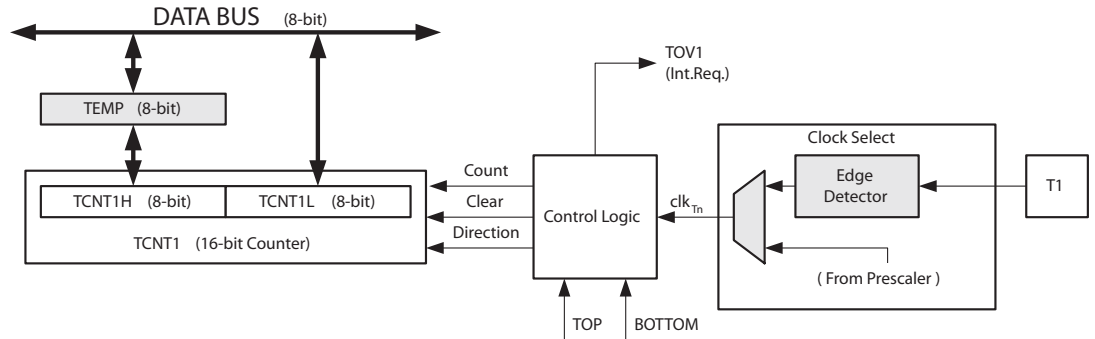 DATA BUS (8-bit)
TOV1
(Int.Req.)
TEMP (8-bit)
Clock Select
Count
Edge
Detector
T1
TCNT1H (8-bit)
TCNT1L (8-bit)
Clear
Control Logic
clkTn
Direction
TCNT1 (16-bit Counter)
( From Prescaler )
TOP
BOTTOM